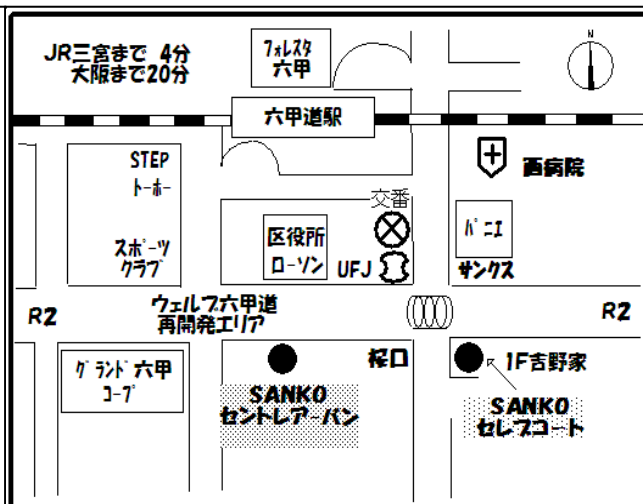 JR三宮まで 4分
大阪まで20分
フォレスタ
六甲
N
六甲道駅
STEP
トーホー
西病院
交番
スポーツ
クラブ
区役所
ローソン
UFJ
パニエ
サンクス
R2
ウェルブ六甲道
再開発エリア
R2
グランド六甲
コープ
桜口
1F吉野家
SANKO
セントレアーバン
SANKO
セレブコート